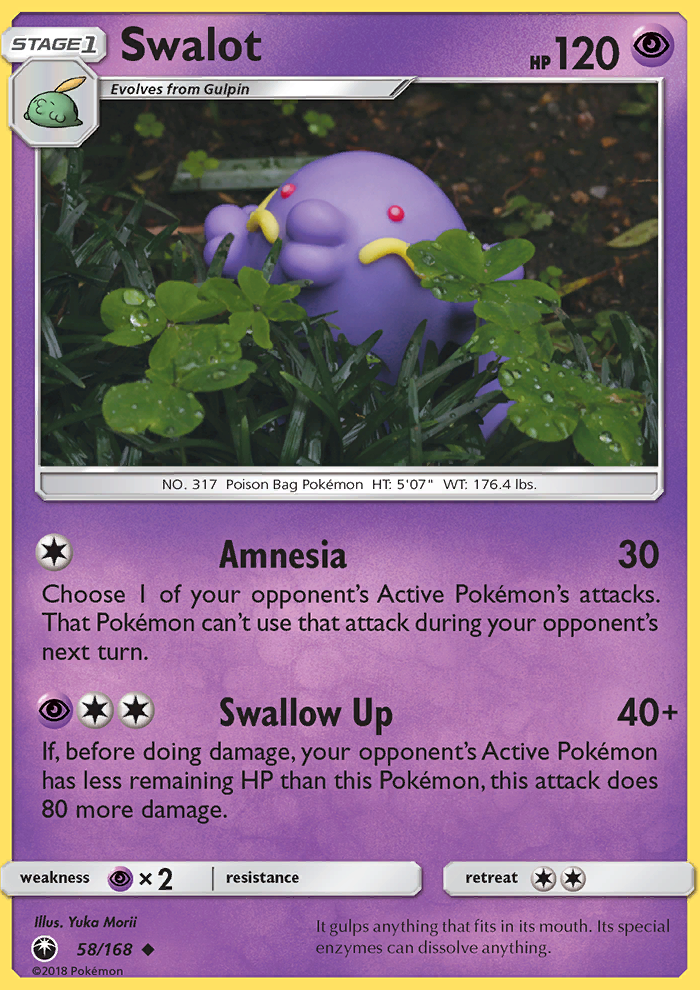 STAGE 1 Swalot HP 120
Evolves from Gulpin
NO. 317 Poison Bag Pokémon HT: 5'07" WT: 176.4 lbs.
Amnesia 30
Choose 1 of your opponent's Active Pokémon's attacks.
That Pokémon can't use that attack during your opponent's
next turn.
Swallow Up 40+
If, before doing damage, your opponent's Active Pokémon
has less remaining HP than this Pokémon, this attack does
80 more damage.
weakness ×2 resistance retreat
Illus. Yuka Morii
58/168
©2018 Pokémon
It gulps anything that fits in its mouth. Its special
enzymes can dissolve anything.